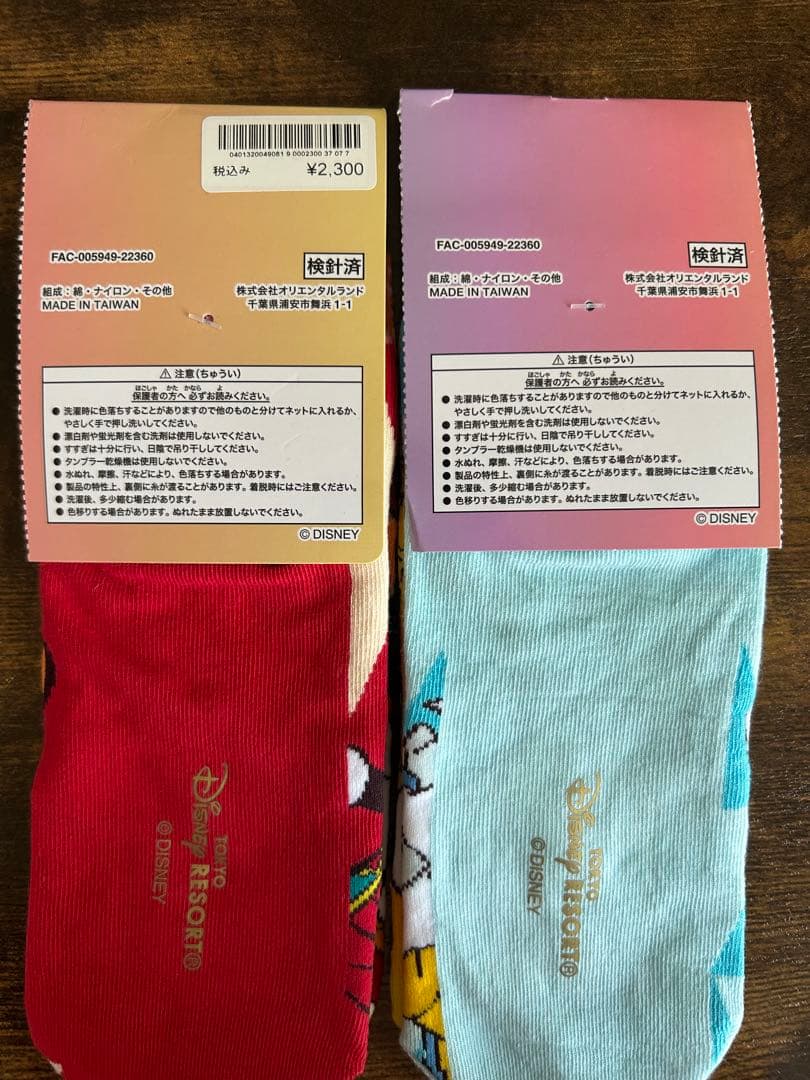 0401320049081 9 0002300 37 07 7
税込み ¥2,300
FAC-005949-22360
検針済
組成:綿・ナイロン・その他
MADE IN TAIWAN
株式会社オリエンタルランド
千葉県浦安市舞浜 1-1
⚠ 注意(ちゅうい)
ほごしゃ かた かなら よ
保護者の方へ 必ずお読みください。
● 洗濯時に色落ちすることがありますので他のものと分けてネットに入れるか、
やさしく手で押し洗いしてください。
● 漂白剤や蛍光剤を含む洗剤は使用しないでください。
● すすぎは十分に行い、日陰で吊り干ししてください。
● タンブラー乾燥機は使用しないでください。
● 水ぬれ、摩擦、汗などにより、色落ちする場合があります。
● 製品の特性上、裏側に糸が渡ることがあります。着脱時にはご注意ください。
● 洗濯後、多少縮む場合があります。
● 色移りする場合があります。ぬれたまま放置しないでください。
© DISNEY
TOKYO
DISNEY RESORT®
© DISNEY
FAC-005949-22360
検針済
組成:綿・ナイロン・その他
MADE IN TAIWAN
株式会社オリエンタルランド
千葉県浦安市舞浜 1-1
⚠ 注意(ちゅうい)
ほごしゃ かた かなら よ
保護者の方へ 必ずお読みください。
● 洗濯時に色落ちすることがありますので他のものと分けてネットに入れるか、
やさしく手で押し洗いしてください。
● 漂白剤や蛍光剤を含む洗剤は使用しないでください。
● すすぎは十分に行い、日陰で吊り干ししてください。
● タンブラー乾燥機は使用しないでください。
● 水ぬれ、摩擦、汗などにより、色落ちする場合があります。
● 製品の特性上、裏側に糸が渡ることがあります。着脱時にはご注意ください。
● 洗濯後、多少縮む場合があります。
● 色移りする場合があります。ぬれたまま放置しないでください。
© DISNEY
TOKYO
DISNEY RESORT®
© DISNEY